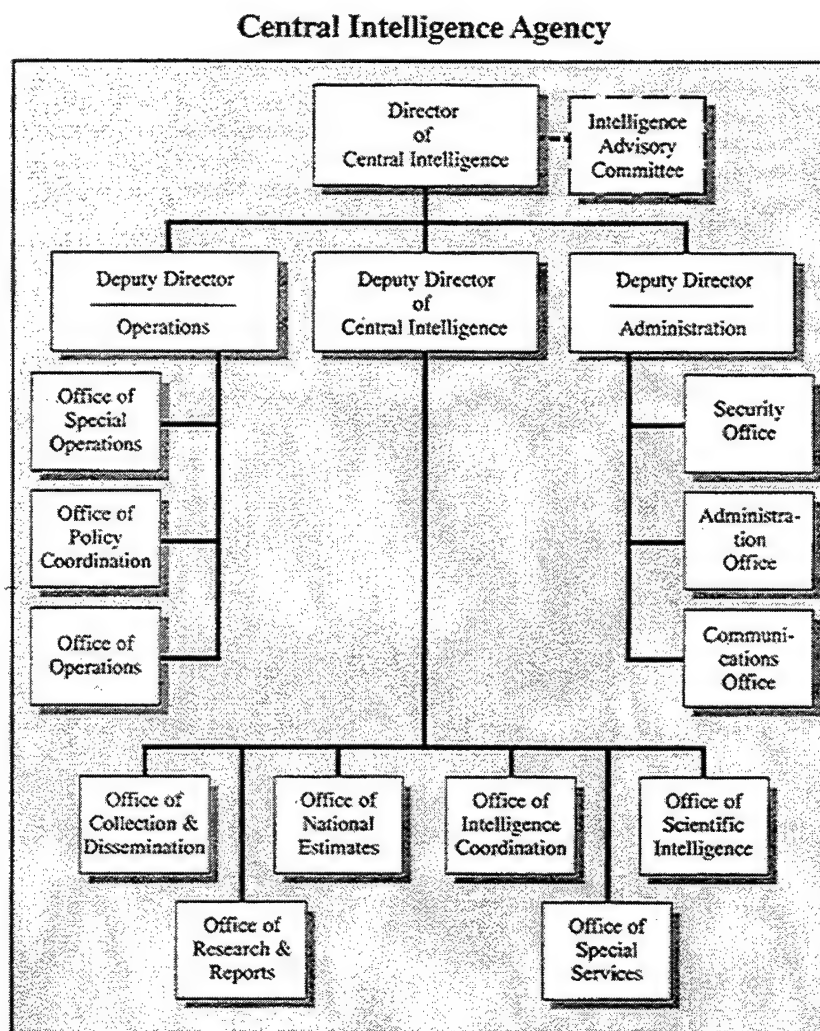 Central Intelligence Agency
Director
of
Central Intelligence
Intelligence
Advisory
Committee
Deputy Director
Operations
Deputy Director
of
Central Intelligence
Deputy Director
Administration
Office of
Special
Operations
Office of
Policy
Coordination
Office of
Operations
Security
Office
Administra-
tion
Office
Communi-
cations
Office
Office of
Collection &
Dissemination
Office of
National
Estimates
Office of
Intelligence
Coordination
Office of
Scientific
Intelligence
Office of
Research &
Reports
Office of
Special
Services